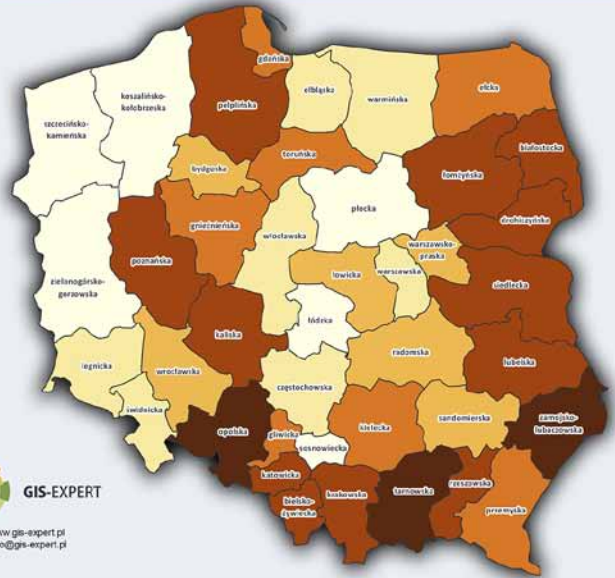 gdańska
koszalińsko-
kołobrzeska
pelplińska
elbląska
warmińska
ełcka
szczecińsko-
kamieńska
białostocka
toruńska
bydgoska
łomżyńska
płocka
drohiczyńska
gnieźnieńska
włocławska
warszawsko-
praska
poznańska
łowicka
warszawska
zielonogórsko-
gorzowska
siedlecka
łódzka
kaliska
radomska
legnicka
wrocławska
lubelska
częstochowska
świdnicka
sandomierska
zamojsko-
lubaczowska
opolska
gliwicka
kielecka
sosnowiecka
katowicka
rzeszowska
tarnowska
krakowska
bielsko-
żywiecka
przemyska
GIS-EXPERT
ww.gis-expert.pl
o@gis-expert.pl